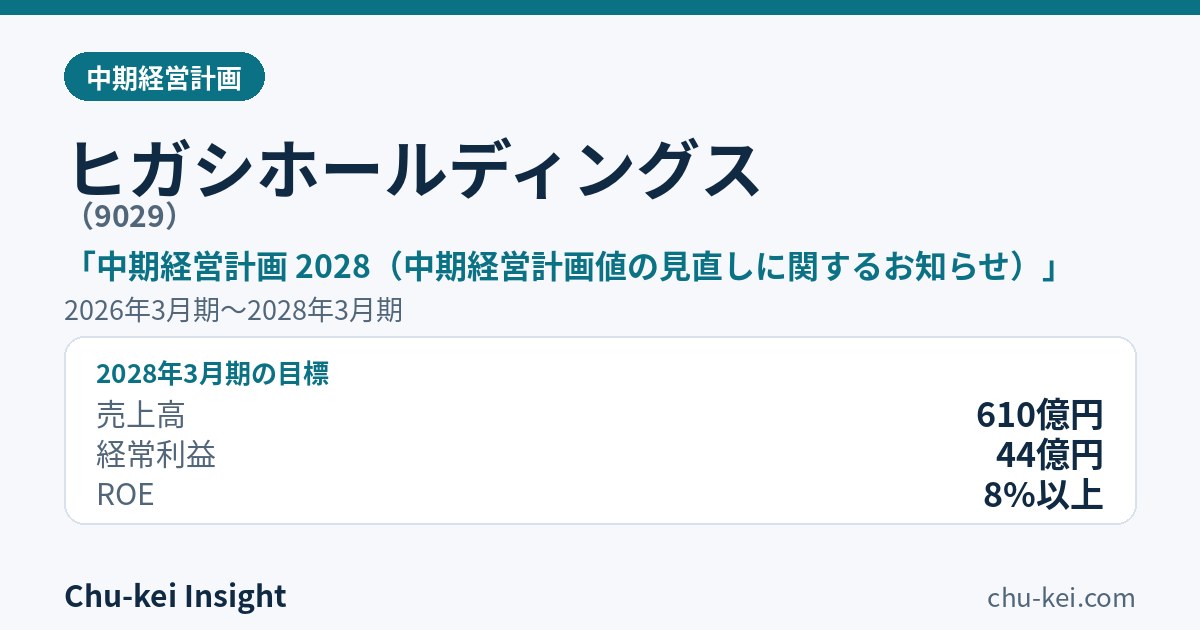 中期経営計画
ヒガシホールディングス
（9029）
「中期経営計画 2028（中期経営計画値の見直しに関するお知らせ）」
2026年3月期～2028年3月期
2028年3月期の目標
売上高 610億円
経常利益 44億円
ROE 8%以上
Chu-kei Insight chu-kei.com